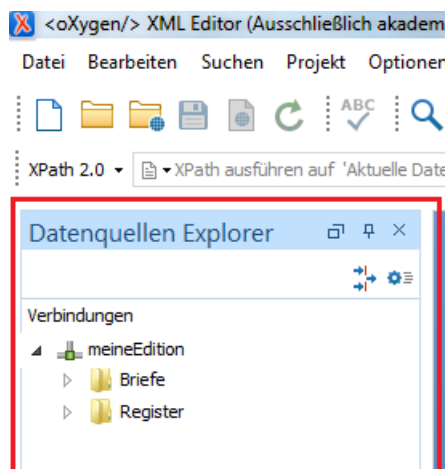 <oXygen/> XML Editor (Ausschließlich akadem
Datei Bearbeiten Suchen Projekt Optionen
ABC
XPath 2.0 XPath ausführen auf 'Aktuelle Date
Datenquellen Explorer
Verbindungen
meineEdition
Briefe
Register